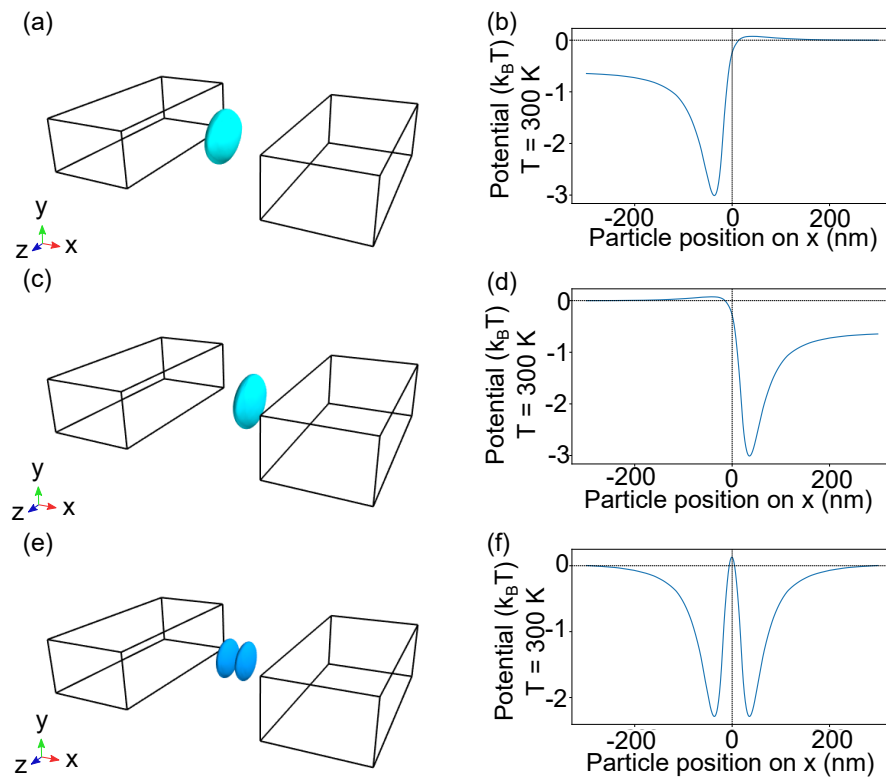 (a)
y
z
x
(b)
Potential (kBT)
T = 300 K
0
-1
-2
-3
-200
0
200
Particle position on x (nm)
(c)
y
z
x
(d)
Potential (kBT)
T = 300 K
0
-1
-2
-3
-200
0
200
Particle position on x (nm)
(e)
y
z
x
(f)
Potential (kBT)
T = 300 K
0
-1
-2
-200
0
200
Particle position on x (nm)